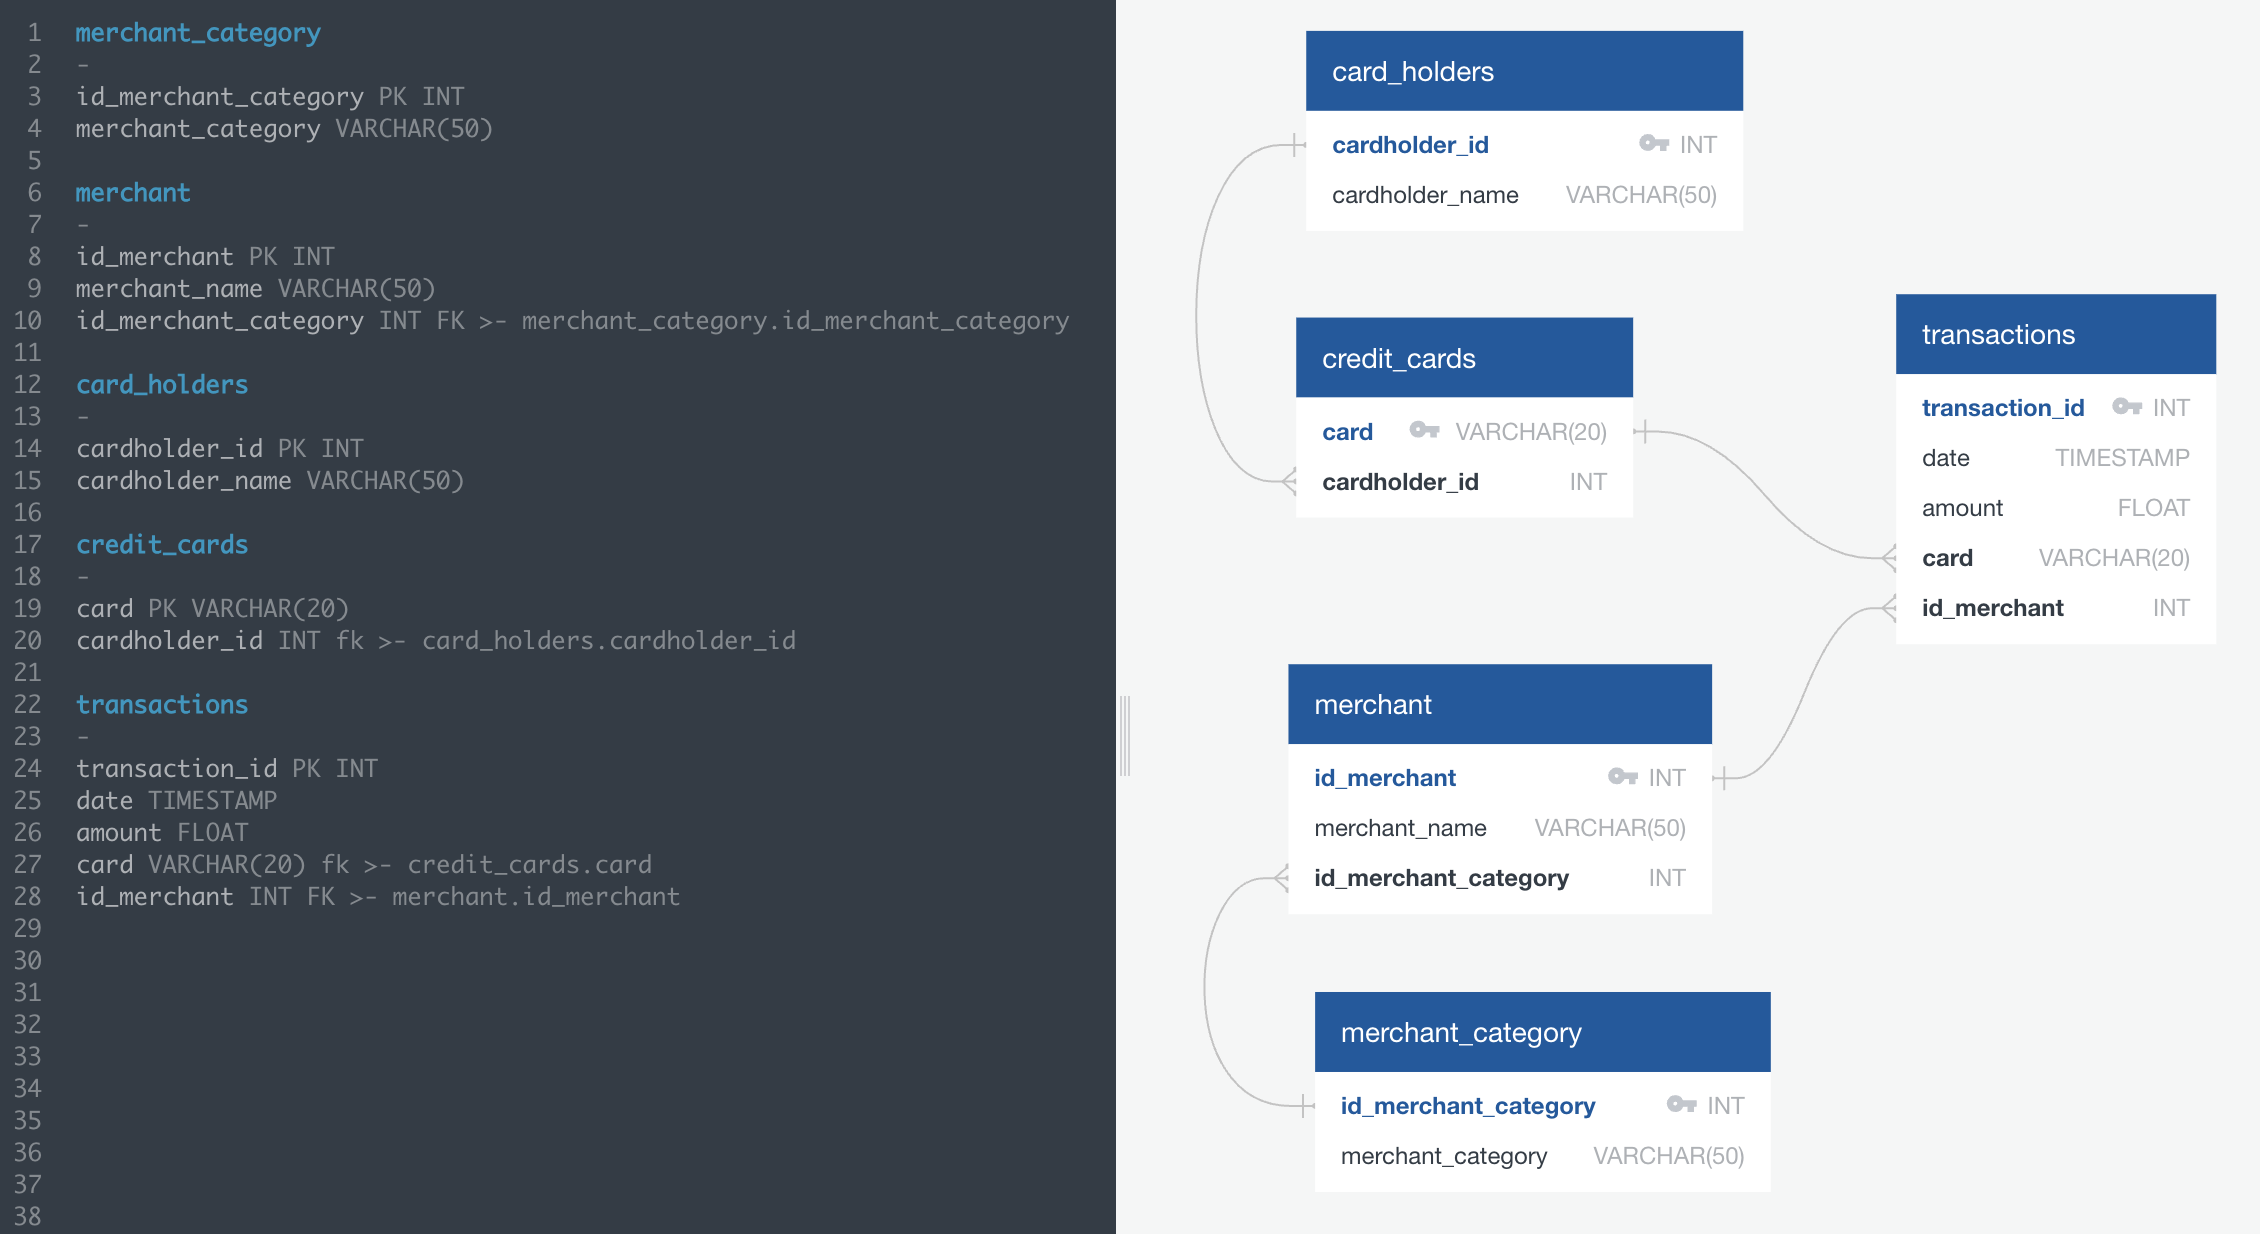 1 merchant_category
2 -
3 id_merchant_category PK INT
4 merchant_category VARCHAR(50)
5
6 merchant
7 -
8 id_merchant PK INT
9 merchant_name VARCHAR(50)
10 id_merchant_category INT FK >- merchant_category.id_merchant_category
11
12 card_holders
13 -
14 cardholder_id PK INT
15 cardholder_name VARCHAR(50)
16
17 credit_cards
18 -
19 card PK VARCHAR(20)
20 cardholder_id INT fk >- card_holders.cardholder_id
21
22 transactions
23 -
24 transaction_id PK INT
25 date TIMESTAMP
26 amount FLOAT
27 card VARCHAR(20) fk >- credit_cards.card
28 id_merchant INT FK >- merchant.id_merchant
29
30
31
32
33
34
35
36
37
38
card_holders
cardholder_id INT
cardholder_name VARCHAR(50)
credit_cards
card VARCHAR(20)
cardholder_id INT
transactions
transaction_id INT
date TIMESTAMP
amount FLOAT
card VARCHAR(20)
id_merchant INT
merchant
id_merchant INT
merchant_name VARCHAR(50)
id_merchant_category INT
merchant_category
id_merchant_category INT
merchant_category VARCHAR(50)